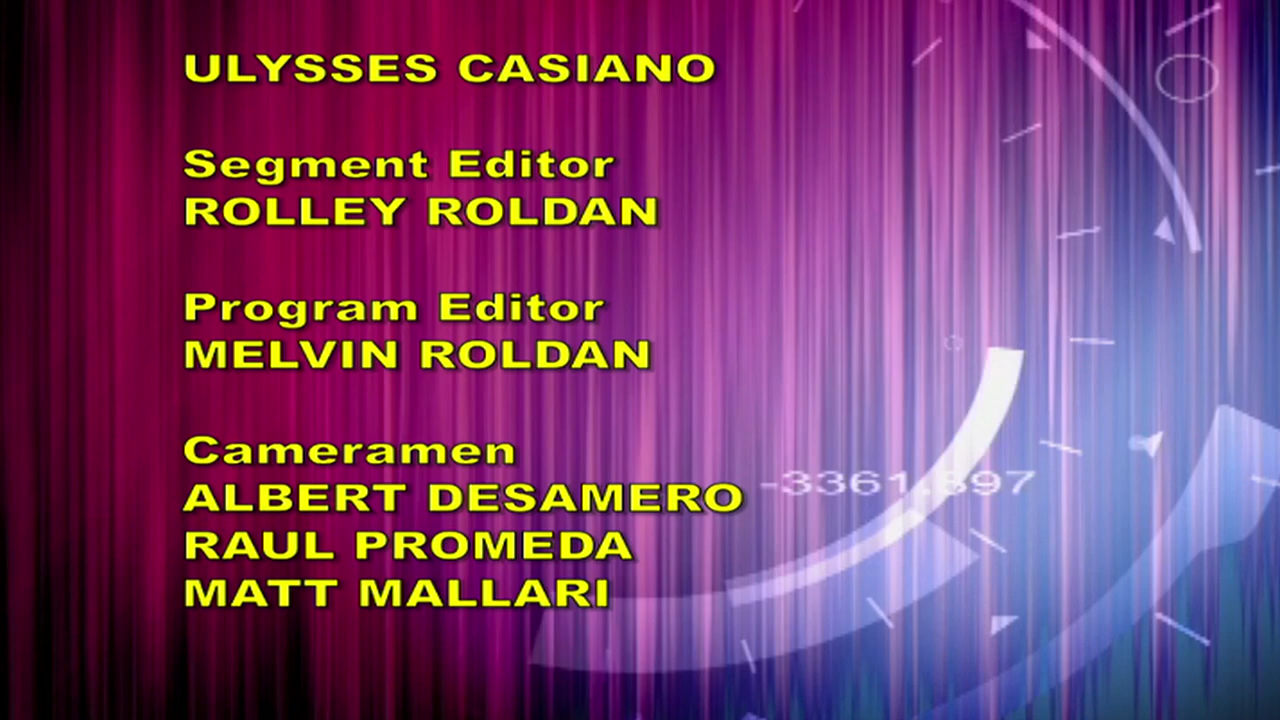 ULYSSES CASIANO
Segment Editor
ROLLEY ROLDAN
Program Editor
MELVIN ROLDAN
Cameramen
ALBERT DESAMERO
RAUL PROMEDA
MATT MALLARI